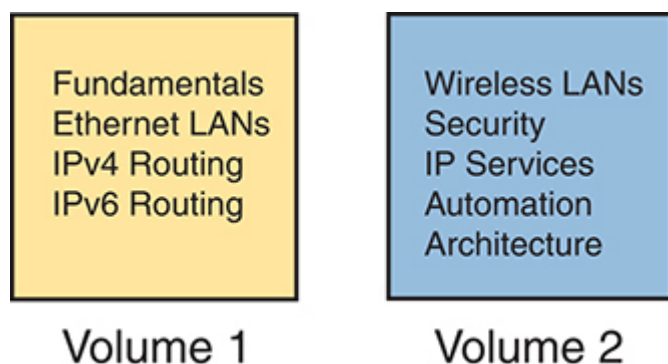 Fundamentals
Ethernet LANs
IPv4 Routing
IPv6 Routing
Volume 1
Wireless LANs
Security
IP Services
Automation
Architecture
Volume 2